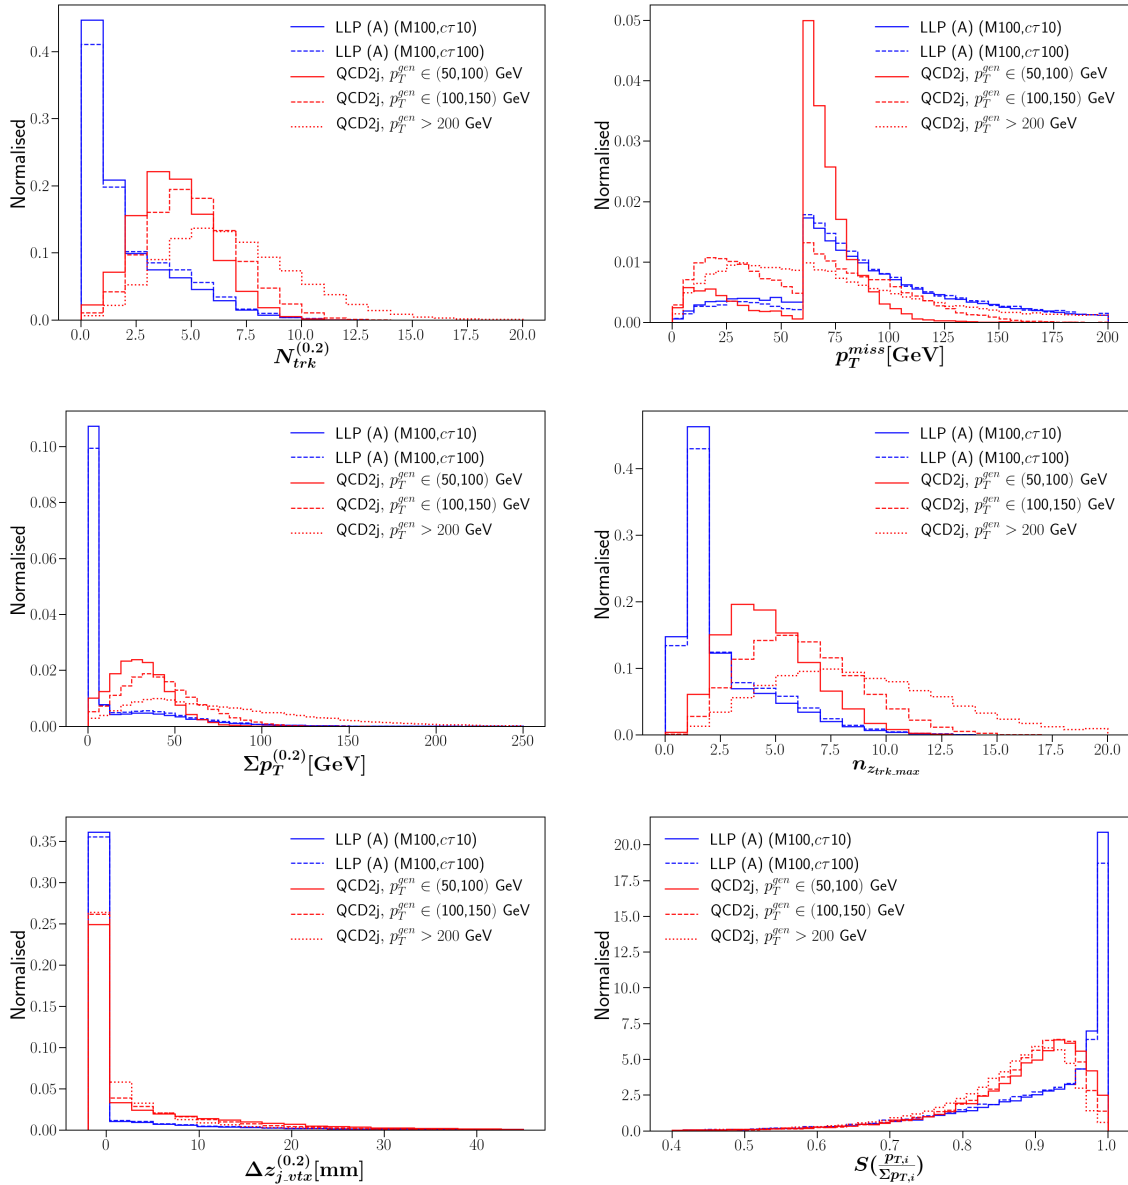 LLP (A) (M100,cτ10)
LLP (A) (M100,cτ100)
QCD2j, p_T^{gen} ∈ (50,100) GeV
QCD2j, p_T^{gen} ∈ (100,150) GeV
QCD2j, p_T^{gen} > 200 GeV
Normalised
0.4
0.3
0.2
0.1
0.0
0.0 2.5 5.0 7.5 10.0 12.5 15.0 17.5 20.0
N_{trk}^{(0.2)}
LLP (A) (M100,cτ10)
LLP (A) (M100,cτ100)
QCD2j, p_T^{gen} ∈ (50,100) GeV
QCD2j, p_T^{gen} ∈ (100,150) GeV
QCD2j, p_T^{gen} > 200 GeV
Normalised
0.05
0.04
0.03
0.02
0.01
0.00
0 25 50 75 100 125 150 175 200
p_T^{miss}[GeV]
LLP (A) (M100,cτ10)
LLP (A) (M100,cτ100)
QCD2j, p_T^{gen} ∈ (50,100) GeV
QCD2j, p_T^{gen} ∈ (100,150) GeV
QCD2j, p_T^{gen} > 200 GeV
Normalised
0.10
0.08
0.06
0.04
0.02
0.00
0 50 100 150 200 250
Σp_T^{(0.2)}[GeV]
LLP (A) (M100,cτ10)
LLP (A) (M100,cτ100)
QCD2j, p_T^{gen} ∈ (50,100) GeV
QCD2j, p_T^{gen} ∈ (100,150) GeV
QCD2j, p_T^{gen} > 200 GeV
Normalised
0.4
0.3
0.2
0.1
0.0
0.0 2.5 5.0 7.5 10.0 12.5 15.0 17.5 20.0
n_{z_{trk_max}}
LLP (A) (M100,cτ10)
LLP (A) (M100,cτ100)
QCD2j, p_T^{gen} ∈ (50,100) GeV
QCD2j, p_T^{gen} ∈ (100,150) GeV
QCD2j, p_T^{gen} > 200 GeV
Normalised
0.35
0.30
0.25
0.20
0.15
0.10
0.05
0.00
0 10 20 30 40
Δz_{j_vtx}^{(0.2)}[mm]
LLP (A) (M100,cτ10)
LLP (A) (M100,cτ100)
QCD2j, p_T^{gen} ∈ (50,100) GeV
QCD2j, p_T^{gen} ∈ (100,150) GeV
QCD2j, p_T^{gen} > 200 GeV
Normalised
20.0
17.5
15.0
12.5
10.0
7.5
5.0
2.5
0.0
0.4 0.5 0.6 0.7 0.8 0.9 1.0
S(\frac{p_{T,i}}{Σp_{T,i}})